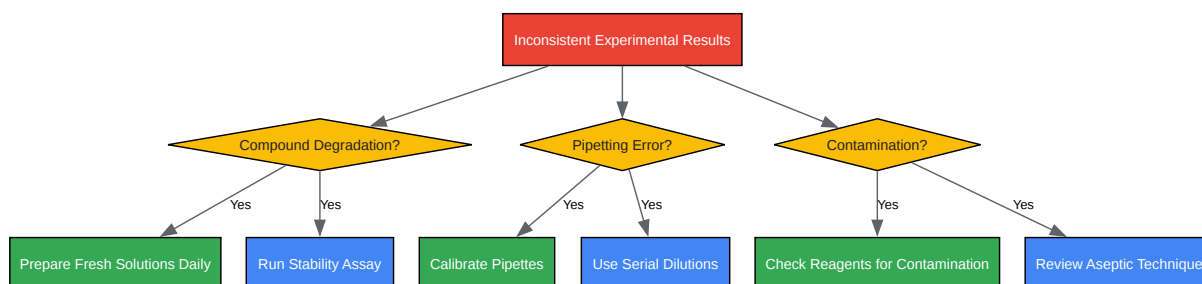 Inconsistent Experimental Results
Compound Degradation?
Pipetting Error?
Contamination?
Yes
Yes
Yes
Yes
Yes
Yes
Prepare Fresh Solutions Daily
Run Stability Assay
Calibrate Pipettes
Use Serial Dilutions
Check Reagents for Contamination
Review Aseptic Technique